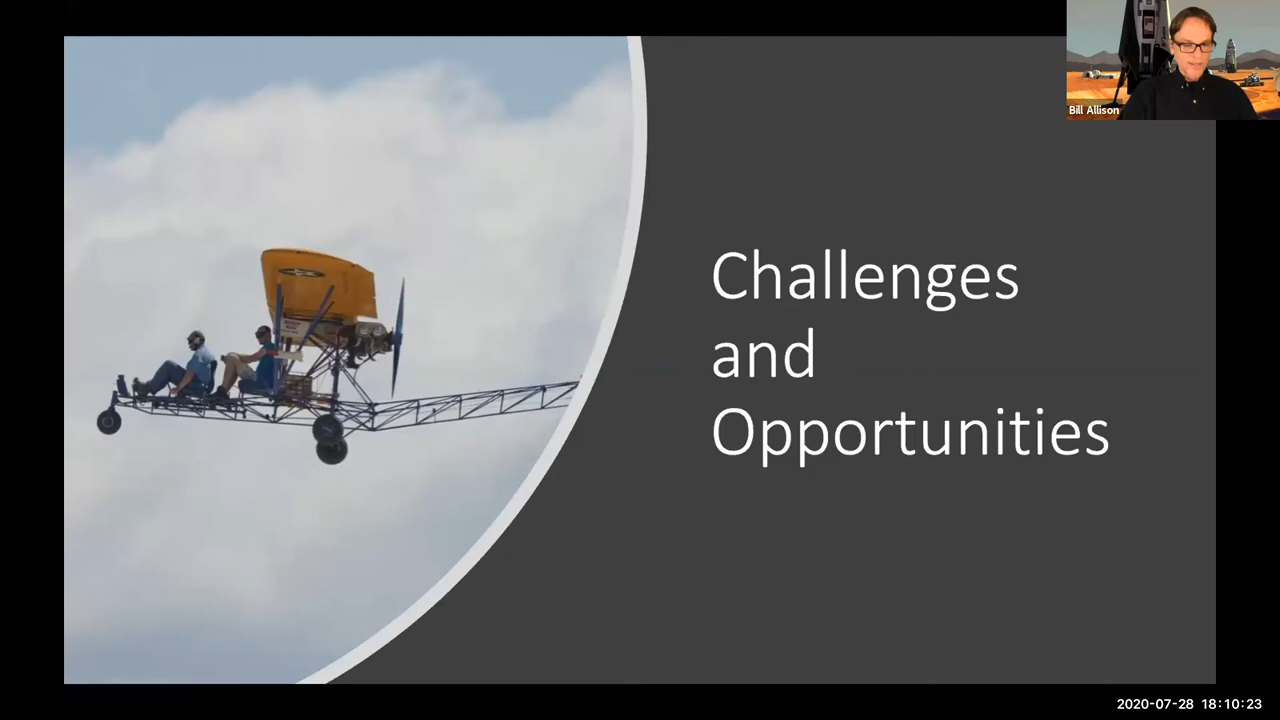 Bill Allison
Challenges
and
Opportunities
2020-07-28 18:10:23